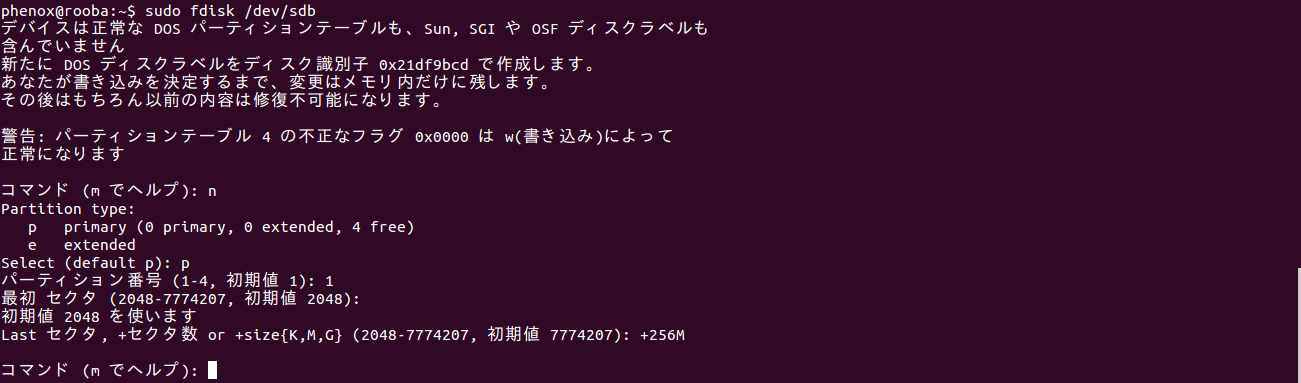 phenox@rooba:~$ sudo fdisk /dev/sdb
デバイスは正常な DOS パーティションテーブルも、Sun, SGI や OSF ディスクラベルも
含んでいません
新たに DOS ディスクラベルをディスク識別子 0x21df9bcd で作成します。
あなたが書き込みを決定するまで、変更はメモリ内だけに残します。
その後はもちろん以前の内容は修復不可能になります。
警告: パーティションテーブル 4 の不正なフラグ 0x0000 は w(書き込み)によって
正常になります
コマンド (m でヘルプ): n
Partition type:
   p   primary (0 primary, 0 extended, 4 free)
   e   extended
Select (default p): p
パーティション番号 (1-4, 初期値 1): 1
最初 セクタ (2048-7774207, 初期値 2048):
初期値 2048 を使います
Last セクタ, +セクタ数 or +size{K,M,G} (2048-7774207, 初期値 7774207): +256M
コマンド (m でヘルプ):